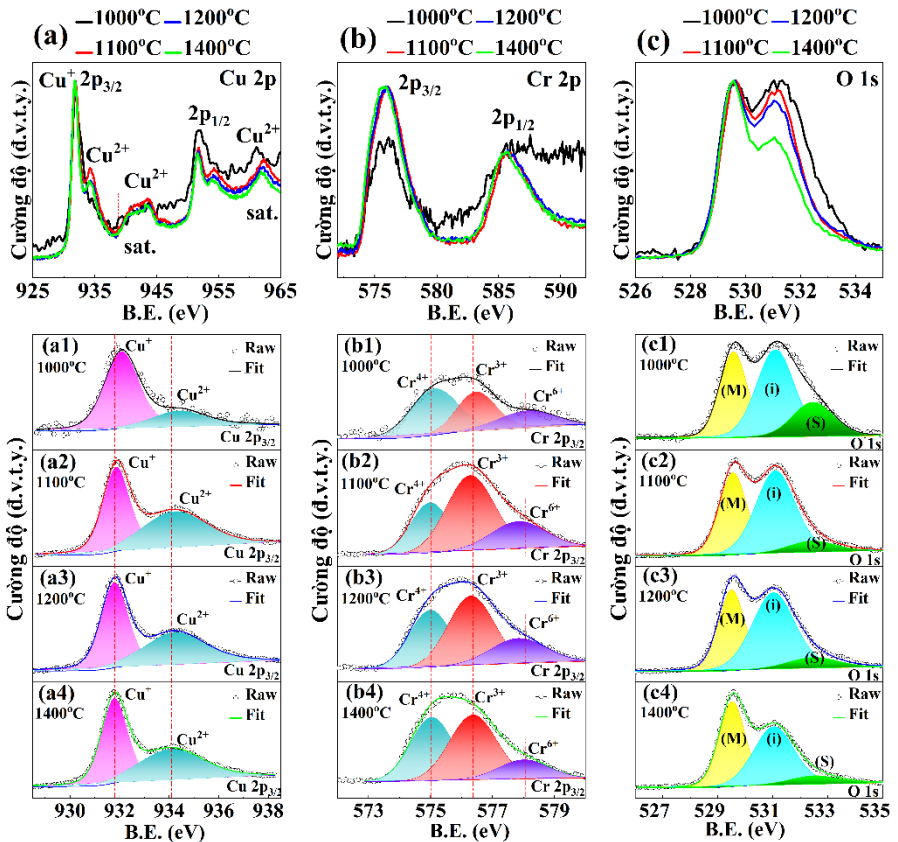 1000°C 1200°C
1100°C 1400°C
(a)
Cu 2p
Cu⁺ 2p₃/₂
Cu²⁺
Cu²⁺
sat.
2p₁/₂
Cu²⁺
sat.
Cường độ (đ.v.t.y.)
925 935 945 955 965
B.E. (eV)
1000°C 1200°C
1100°C 1400°C
(b)
Cr 2p
2p₃/₂
2p₁/₂
Cường độ (d.v.t.y.)
575 580 585 590
B.E. (eV)
1000°C 1200°C
1100°C 1400°C
(c)
O 1s
Cường độ (d.v.t.y.)
526 528 530 532 534
B.E. (eV)
Cường độ (d.v.t.y.)
(a1)
1000°C
Cu⁺
Cu²⁺
Raw
Fit
Cu 2p₃/₂
(a2)
1100°C
Cu⁺
Cu²⁺
Raw
Fit
Cu 2p₃/₂
(a3)
1200°C
Cu⁺
Cu²⁺
Raw
Fit
Cu 2p₃/₂
(a4)
1400°C
Cu⁺
Cu²⁺
Raw
Fit
Cu 2p₃/₂
930 932 934 936 938
B.E. (eV)
Cường độ (d.v.t.y.)
(b1)
1000°C
Cr⁴⁺
Cr³⁺
Cr⁶⁺
Raw
Fit
Cr 2p₃/₂
(b2)
1100°C
Cr⁴⁺
Cr³⁺
Cr⁶⁺
Raw
Fit
Cr 2p₃/₂
(b3)
1200°C
Cr⁴⁺
Cr³⁺
Cr⁶⁺
Raw
Fit
Cr 2p₃/₂
(b4)
1400°C
Cr⁴⁺
Cr³⁺
Cr⁶⁺
Raw
Fit
Cr 2p₃/₂
573 575 577 579
B.E. (eV)
Cường độ (d.v.t.y.)
(c1)
1000°C
(M)
(i)
(S)
Raw
Fit
O 1s
(c2)
1100°C
(M)
(i)
(S)
Raw
Fit
O 1s
(c3)
1200°C
(M)
(i)
(S)
Raw
Fit
O 1s
(c4)
1400°C
(M)
(i)
(S)
Raw
Fit
O 1s
527 529 531 533 535
B.E. (eV)